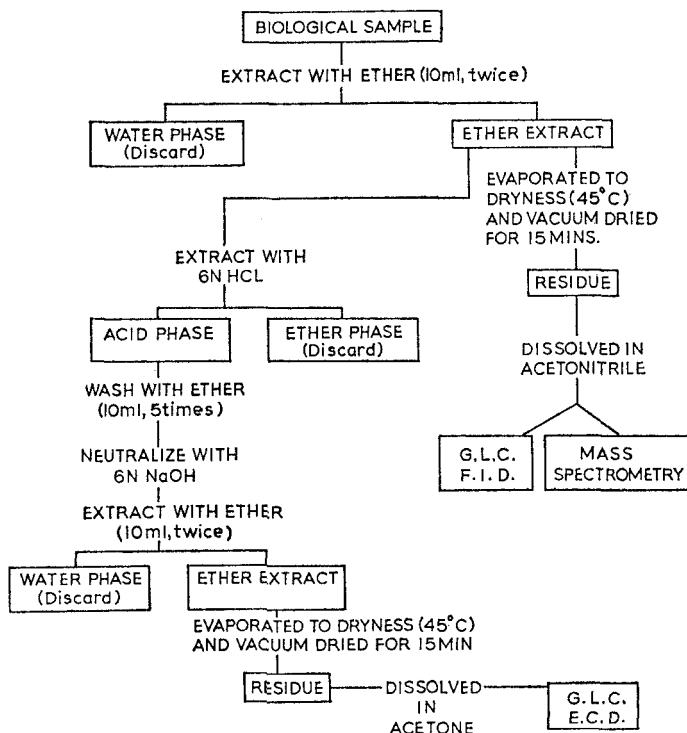 BIOLOGICAL SAMPLE
EXTRACT WITH ETHER (10ml, twice)
WATER PHASE
(Discard)
ETHER EXTRACT
EVAPORATED TO
DRYNESS (45°C)
AND VACUUM DRIED
FOR 15 MINS.
EXTRACT WITH
6N HCL
RESIDUE
ACID PHASE
ETHER PHASE
(Discard)
DISSOLVED IN
ACETONITRILE
WASH WITH ETHER
(10ml, 5times)
G.L.C.
F.I.D.
MASS
SPECTROMETRY
NEUTRALIZE WITH
6N NaOH
EXTRACT WITH ETHER
(10ml, twice)
WATER PHASE
(Discard)
ETHER EXTRACT
EVAPORATED TO DRYNESS (45°C)
AND VACUUM DRIED FOR 15 MIN
RESIDUE
DISSOLVED
IN
ACETONE
G.L.C.
E.C.D.